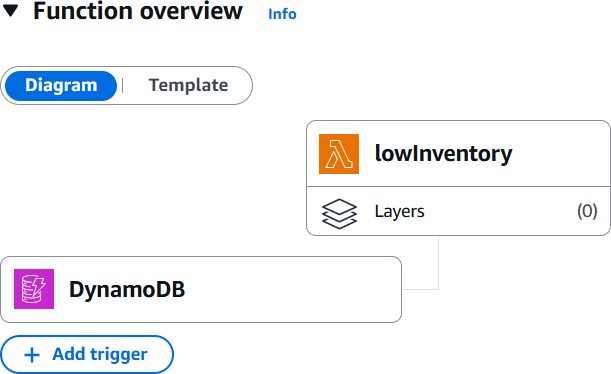 Function overview Info
Diagram Template
lowInventory
Layers (0)
DynamoDB
+ Add trigger